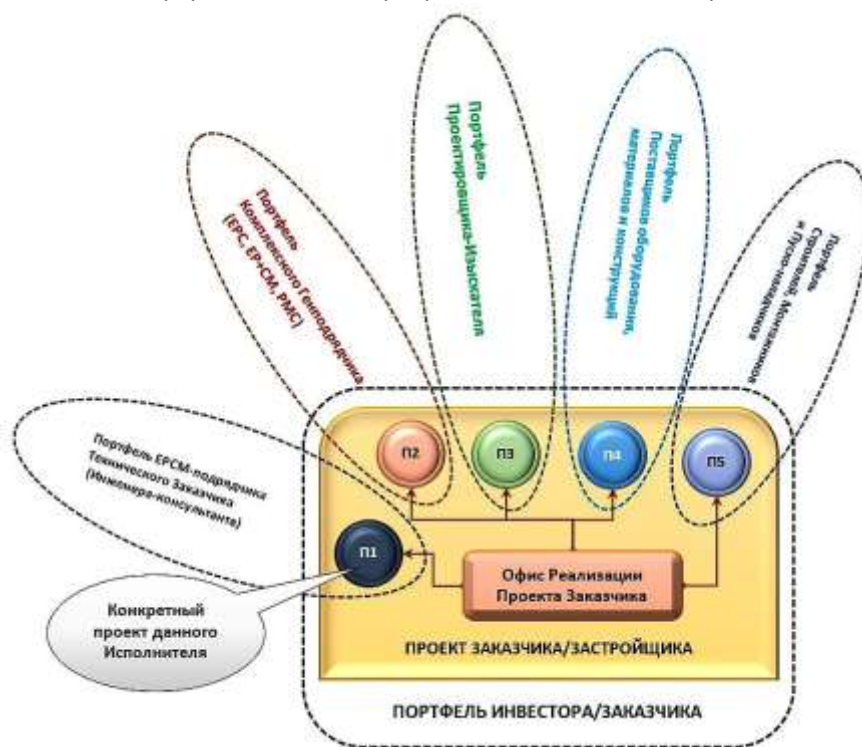 Портфель
Проектировщика-Изыскателя
Портфель
Поставщиков оборудования,
материалов и конструкций
Портфель
Комплексного Генподрядчика
(EPC, EP+CM, PMC)
Портфель
Строителей, Монтажников
и Пуско-наладчиков
Портфель EPCM-подрядчика
Технического Заказчика
(Инженера-консультанта)
П2
П3
П4
П5
П1
Офис Реализации
Проекта Заказчика
Конкретный
проект данного
Исполнителя
ПРОЕКТ ЗАКАЗЧИКА/ЗАСТРОЙЩИКА
ПОРТФЕЛЬ ИНВЕСТОРА/ЗАКАЗЧИКА